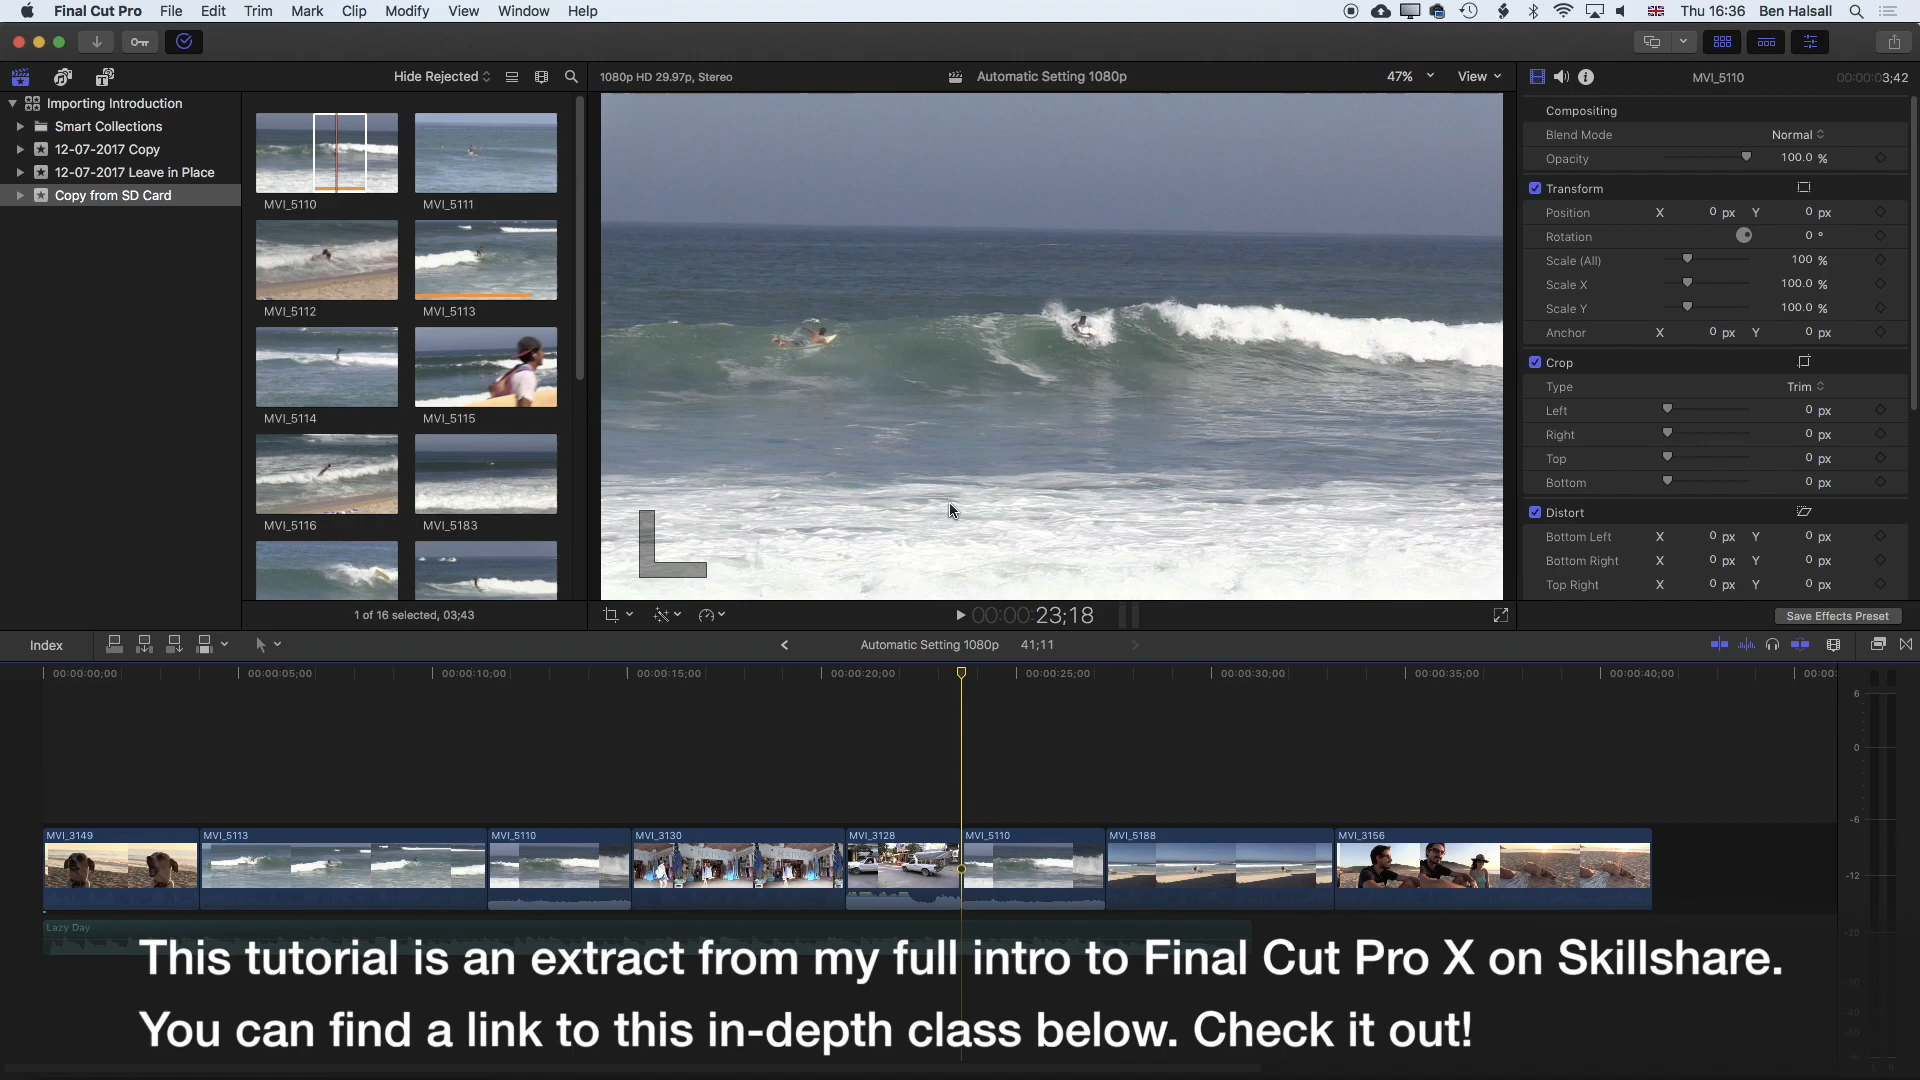 Final Cut Pro File Edit Trim Mark Clip Modify View Window Help Thu 16:36 Ben Halsall
Hide Rejected 1080p HD 29.97p, Stereo Automatic Setting 1080p 47% View MVI_5110 00:00:03;42
Importing Introduction
Smart Collections
12-07-2017 Copy
12-07-2017 Leave in Place
Copy from SD Card
MVI_5110 MVI_5111
MVI_5112 MVI_5113
MVI_5114 MVI_5115
MVI_5116 MVI_5183
1 of 16 selected, 03;43
00:00:00:23;18
Compositing
Blend Mode Normal
Opacity 100.0 %
Transform
Position X 0 px Y 0 px
Rotation 0 °
Scale (All) 100 %
Scale X 100.0 %
Scale Y 100.0 %
Anchor X 0 px Y 0 px
Crop
Type Trim
Left 0 px
Right 0 px
Top 0 px
Bottom 0 px
Distort
Bottom Left X 0 px Y 0 px
Bottom Right X 0 px Y 0 px
Top Right X 0 px Y 0 px
Save Effects Preset
Index Automatic Setting 1080p 41;11
00:00:00;00 00:00:05;00 00:00:10;00 00:00:15;00 00:00:20;00 00:00:25;00 00:00:30;00 00:00:35;00 00:00:40;00 00:00:
6
0
-6
-12
-20
-30
MVI_3149 MVI_5113 MVI_5110 MVI_3130 MVI_3128 MVI_5110 MVI_5188 MVI_3156
Lazy Day
This tutorial is an extract from my full intro to Final Cut Pro X on Skillshare.
You can find a link to this in-depth class below. Check it out!